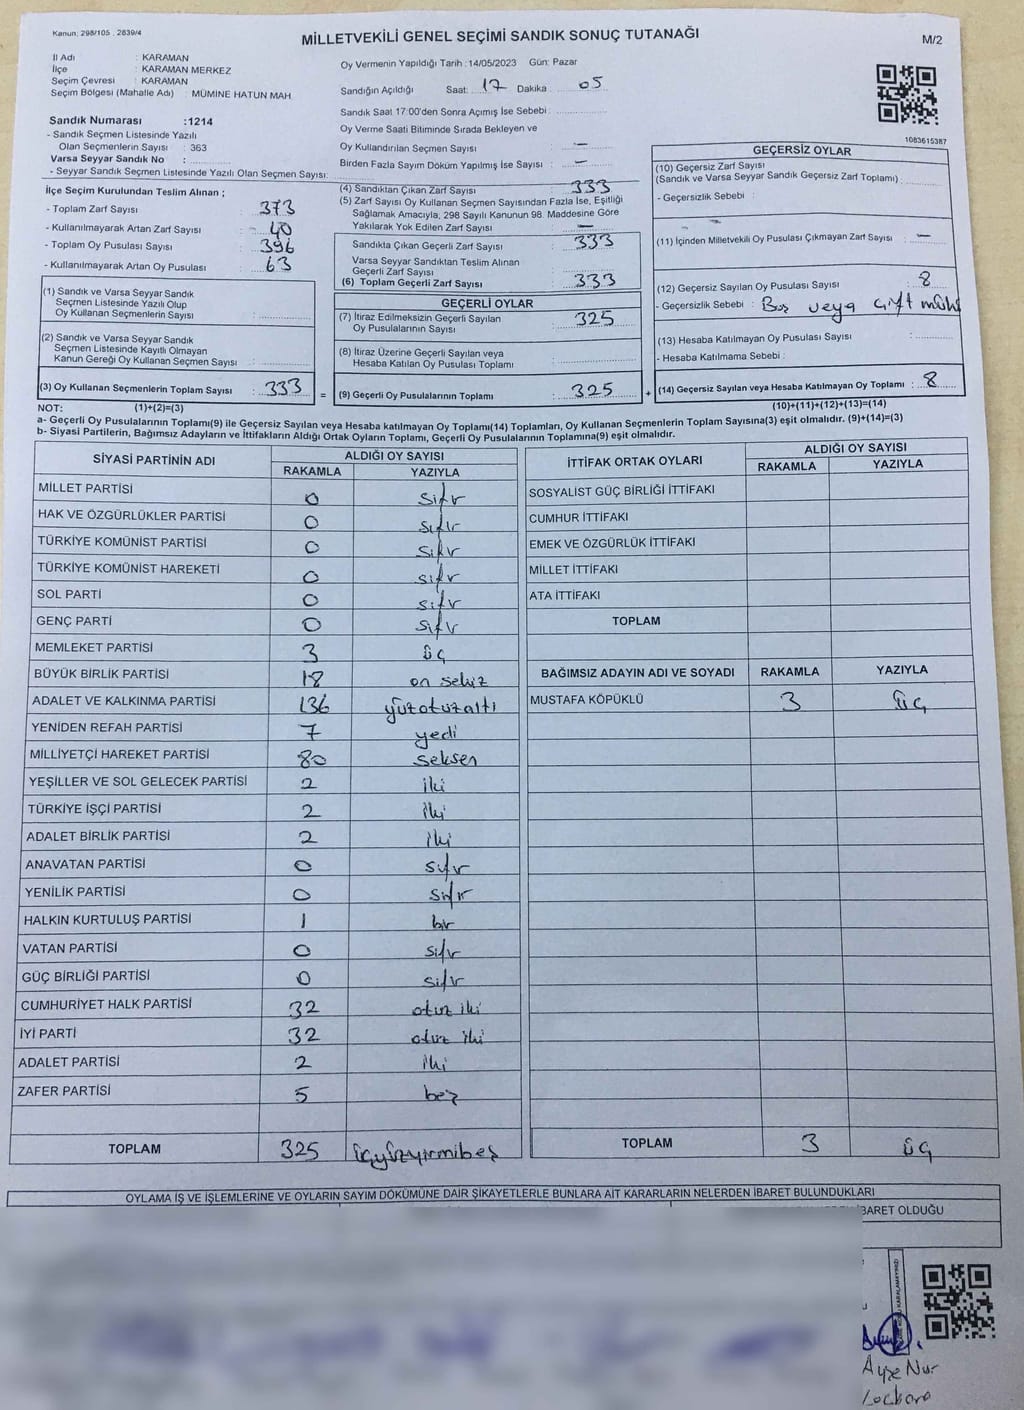 Kanun: 298/105 , 2839/4
MİLLETVEKİLİ GENEL SEÇİMİ SANDIK SONUÇ TUTANAĞI
M/2
İl Adı : KARAMAN
İlçe : KARAMAN MERKEZ
Seçim Çevresi : KARAMAN
Seçim Bölgesi (Mahalle Adı) : MÜMİNE HATUN MAH.
Sandık Numarası :1214
- Sandık Seçmen Listesinde Yazılı
Olan Seçmenlerin Sayısı : 363
Varsa Seyyar Sandık No :
- Seyyar Sandık Seçmen Listesinde Yazılı Olan Seçmen Sayısı:
Oy Vermenin Yapıldığı Tarih :14/05/2023 Gün: Pazar
Sandığın Açıldığı Saat: 17 Dakika 05
Sandık Saat 17:00'den Sonra Açımış İse Sebebi :
Oy Verme Saati Bitiminde Sırada Bekleyen ve
Oy Kullandırılan Seçmen Sayısı : —
Birden Fazla Sayım Döküm Yapılmış İse Sayısı : —
1083615387
İlçe Seçim Kurulundan Teslim Alınan ;
- Toplam Zarf Sayısı : 373
- Kullanılmayarak Artan Zarf Sayısı : 40
- Toplam Oy Pusulası Sayısı : 396
- Kullanılmayarak Artan Oy Pusulası : 63
(1) Sandık ve Varsa Seyyar Sandık
Seçmen Listesinde Yazılı Olup
Oy Kullanan Seçmenlerin Sayısı :
(2) Sandık ve Varsa Seyyar Sandık
Seçmen Listesinde Kayıtlı Olmayan
Kanun Gereği Oy Kullanan Seçmen Sayısı :
(3) Oy Kullanan Seçmenlerin Toplam Sayısı : 333
(1)+(2)=(3)
(4) Sandıktan Çıkan Zarf Sayısı : 333
(5) Zarf Sayısı Oy Kullanan Seçmen Sayısından Fazla İse, Eşitliği
Sağlamak Amacıyla, 298 Sayılı Kanunun 98. Maddesine Göre
Yakılarak Yok Edilen Zarf Sayısı : —
Sandıkta Çıkan Geçerli Zarf Sayısı : 333
Varsa Seyyar Sandıktan Teslim Alınan
Geçerli Zarf Sayısı :
(6) Toplam Geçerli Zarf Sayısı : 333
GEÇERLİ OYLAR
(7) İtiraz Edilmeksizin Geçerli Sayılan
Oy Pusulalarının Sayısı : 325
(8) İtiraz Üzerine Geçerli Sayılan veya
Hesaba Katılan Oy Pusulası Toplamı :
= (9) Geçerli Oy Pusulalarının Toplamı : 325 +
GEÇERSİZ OYLAR
(10) Geçersiz Zarf Sayısı
(Sandık ve Varsa Seyyar Sandık Geçersiz Zarf Toplamı) :
- Geçersizlik Sebebi :
(11) İçinden Milletvekili Oy Pusulası Çıkmayan Zarf Sayısı : —
(12) Geçersiz Sayılan Oy Pusulası Sayısı : 8
- Geçersizlik Sebebi : Boş veya çift mühü
(13) Hesaba Katılmayan Oy Pusulası Sayısı :
- Hesaba Katılmama Sebebi :
(14) Geçersiz Sayılan veya Hesaba Katılmayan Oy Toplamı : 8
(10)+(11)+(12)+(13)=(14)
NOT:
a- Geçerli Oy Pusulalarının Toplamı(9) ile Geçersiz Sayılan veya Hesaba katılmayan Oy Toplamı(14) Toplamları, Oy Kullanan Seçmenlerin Toplam Sayısına(3) eşit olmalıdır. (9)+(14)=(3)
b- Siyasi Partilerin, Bağımsız Adayların ve İttifakların Aldığı Ortak Oyların Toplamı, Geçerli Oy Pusulalarının Toplamına(9) eşit olmalıdır.
SİYASİ PARTİNİN ADI ALDIĞI OY SAYISI
RAKAMLA YAZIYLA
MİLLET PARTİSİ 0 sıfır
HAK VE ÖZGÜRLÜKLER PARTİSİ 0 sıfır
TÜRKİYE KOMÜNİST PARTİSİ 0 sıfır
TÜRKİYE KOMÜNİST HAREKETİ 0 sıfır
SOL PARTİ 0 sıfır
GENÇ PARTİ 0 sıfır
MEMLEKET PARTİSİ 3 üç
BÜYÜK BİRLİK PARTİSİ 18 on sekiz
ADALET VE KALKINMA PARTİSİ 136 yüzotuzaltı
YENİDEN REFAH PARTİSİ 7 yedi
MİLLİYETÇİ HAREKET PARTİSİ 80 seksen
YEŞİLLER VE SOL GELECEK PARTİSİ 2 iki
TÜRKİYE İŞÇİ PARTİSİ 2 iki
ADALET BİRLİK PARTİSİ 2 iki
ANAVATAN PARTİSİ 0 sıfır
YENİLİK PARTİSİ 0 sıfır
HALKIN KURTULUŞ PARTİSİ 1 bir
VATAN PARTİSİ 0 sıfır
GÜÇ BİRLİĞİ PARTİSİ 0 sıfır
CUMHURİYET HALK PARTİSİ 32 otuz iki
İYİ PARTİ 32 otuz iki
ADALET PARTİSİ 2 iki
ZAFER PARTİSİ 5 beş
TOPLAM 325 üçyüzyirmibeş
İTTİFAK ORTAK OYLARI ALDIĞI OY SAYISI
RAKAMLA YAZIYLA
SOSYALİST GÜÇ BİRLİĞİ İTTİFAKI
CUMHUR İTTİFAKI
EMEK VE ÖZGÜRLÜK İTTİFAKI
MİLLET İTTİFAKI
ATA İTTİFAKI
TOPLAM
BAĞIMSIZ ADAYIN ADI VE SOYADI RAKAMLA YAZIYLA
MUSTAFA KÖPÜKLÜ 3 üç
TOPLAM 3 üç
OYLAMA İŞ VE İŞLEMLERİNE VE OYLARIN SAYIM DÖKÜMÜNE DAİR ŞİKAYETLERLE BUNLARA AİT KARARLARIN NELERDEN İBARET BULUNDUKLARI
BARET OLDUĞU
Ayşe Nur